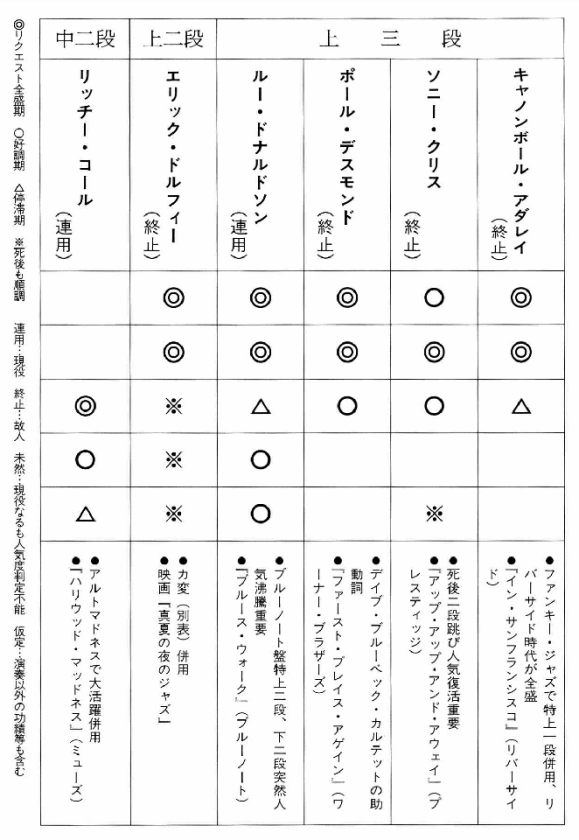 上三段
キャノンボール・アダレイ
(終止)
◎
◎
△
●ファンキー・ジャズで特上一段併用、リ
バーサイド時代が全盛
●『イン・サンフランシスコ』(リバーサイ
ド)
ソニー・クリス
(終止)
○
◎
○
※
●死後二段跳び人気復活重要
●『アップ・アップ・アンド・アウェイ』(プ
レスティッジ)
ポール・デスモンド
(終止)
◎
◎
○
●デイブ・ブルーベック・カルテットの助
動詞
●『ファースト・プレイス・アゲイン』(ワ
ーナー・ブラザーズ)
ルー・ドナルドソン
(連用)
◎
◎
△
○
○
●ブルーノート盤特上二段、下二段突然人
気沸騰重要
●『ブルース・ウォーク』(ブルーノート)
上二段
エリック・ドルフィー
(終止)
◎
◎
※
※
※
●カ変(別表)併用
●映画『真夏の夜のジャズ』
中二段
リッチー・コール
(連用)
◎
○
△
●アルトマドネスで大活躍併用
●『ハリウッド・マッドネス』(ミューズ)
◎リクエスト全盛期 ○好調期 △停滞期 ※死後も順調 連用…現役 終止…故人 未然…現役なるも人気度判定不能 仮定…演奏以外の功績等も含む